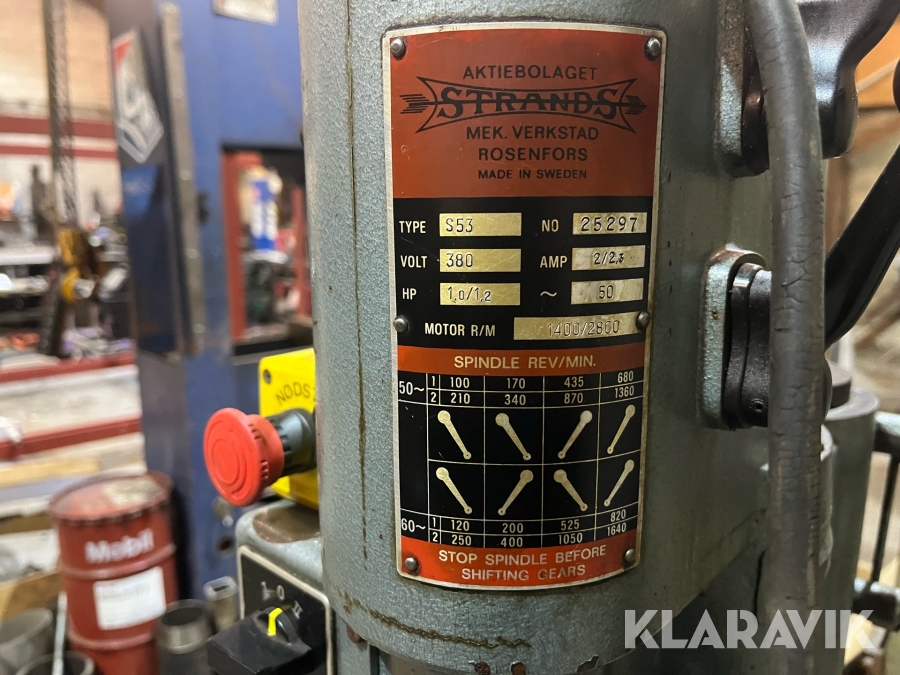 AKTIEBOLAGET
STRANDS
MEK. VERKSTAD
ROSENFORS
MADE IN SWEDEN
TYPE S53 NO 25297
VOLT 380 AMP 2/2,3
HP 1,0/1,2 ~ 50
MOTOR R/M 1400/2800
SPINDLE REV/MIN.
50~ 1 100 170 435 680
2 210 340 870 1360
60~ 1 120 200 525 820
2 250 400 1050 1640
STOP SPINDLE BEFORE
SHIFTING GEARS
NØDS
Mobil
I O II
KLARAVIK